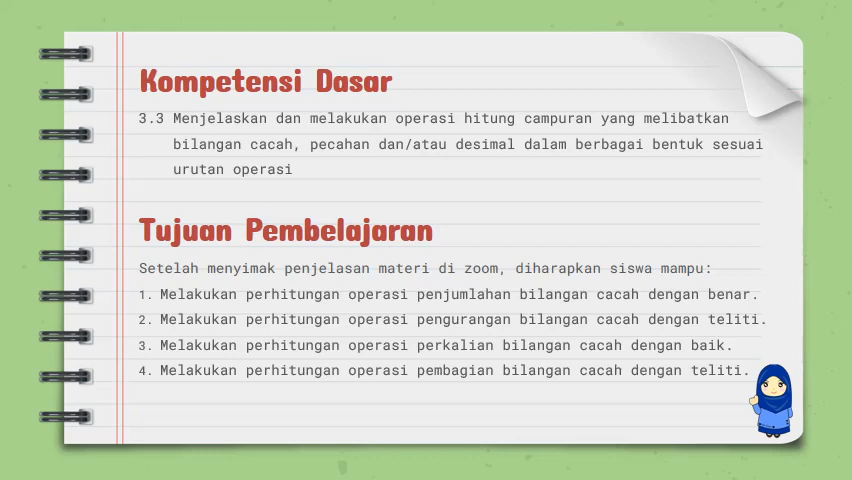 Kompetensi Dasar
3.3 Menjelaskan dan melakukan operasi hitung campuran yang melibatkan
bilangan cacah, pecahan dan/atau desimal dalam berbagai bentuk sesuai
urutan operasi
Tujuan Pembelajaran
Setelah menyimak penjelasan materi di zoom, diharapkan siswa mampu:
1. Melakukan perhitungan operasi penjumlahan bilangan cacah dengan benar.
2. Melakukan perhitungan operasi pengurangan bilangan cacah dengan teliti.
3. Melakukan perhitungan operasi perkalian bilangan cacah dengan baik.
4. Melakukan perhitungan operasi pembagian bilangan cacah dengan teliti.